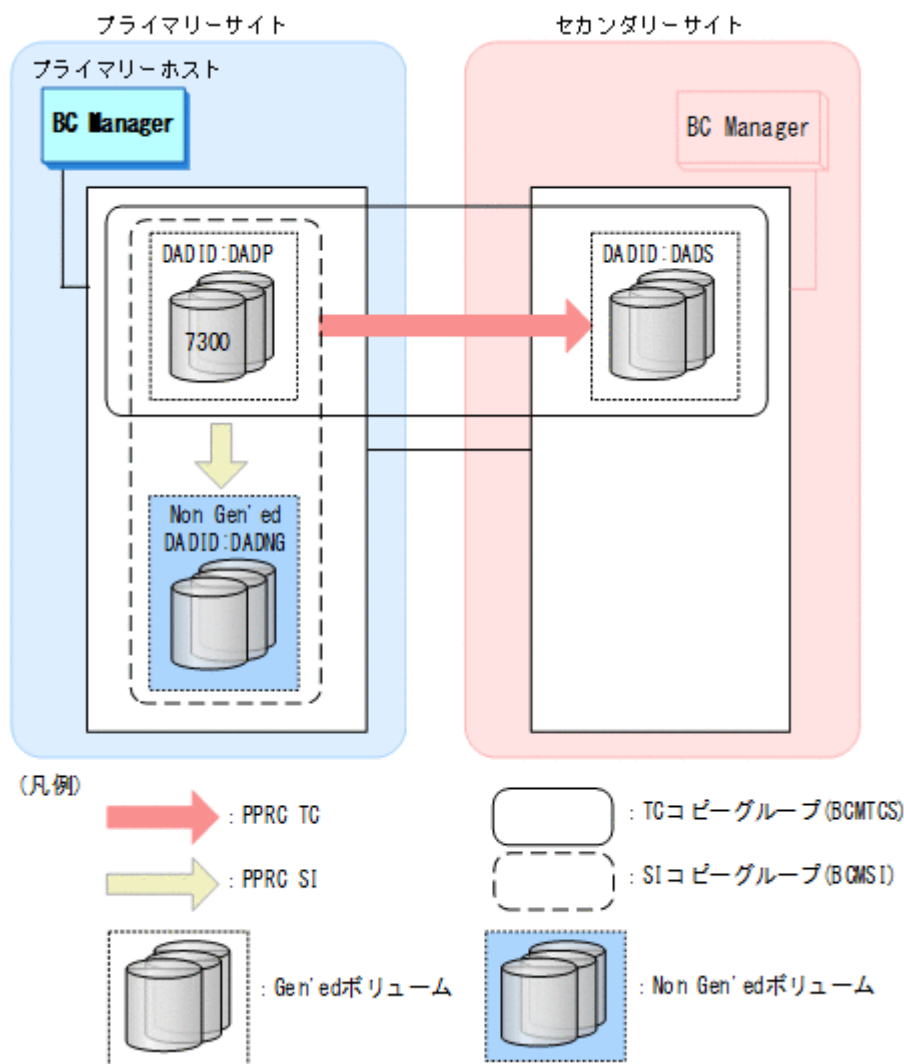 プライマリーサイト
セカンダリーサイト
プライマリーホスト
BC Manager
BC Manager
DADID:DADP
7300
DADID:DADS
Non Gen'ed
DADID:DADNG
(凡例)
: PPRC TC
: TCコピーグループ(BCMTCS)
: PPRC SI
: SIコピーグループ(BCMSI)
: Gen'edボリューム
: Non Gen'edボリューム